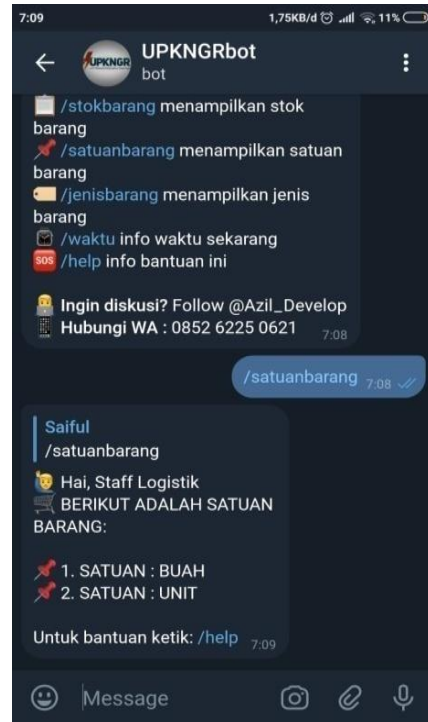 7:09
1,75KB/d 11%
UPKNGR
UPKNGRbot
bot
/stokbarang menampilkan stok
barang
/satuanbarang menampilkan satuan
barang
/jenisbarang menampilkan jenis
barang
/waktu info waktu sekarang
SOS /help info bantuan ini
Ingin diskusi? Follow @Azil_Develop
Hubungi WA : 0852 6225 0621
7:08
/satuanbarang 7:08
Saiful
/satuanbarang
Hai, Staff Logistik
BERIKUT ADALAH SATUAN
BARANG:
1. SATUAN : BUAH
2. SATUAN : UNIT
Untuk bantuan ketik: /help 7:09
Message